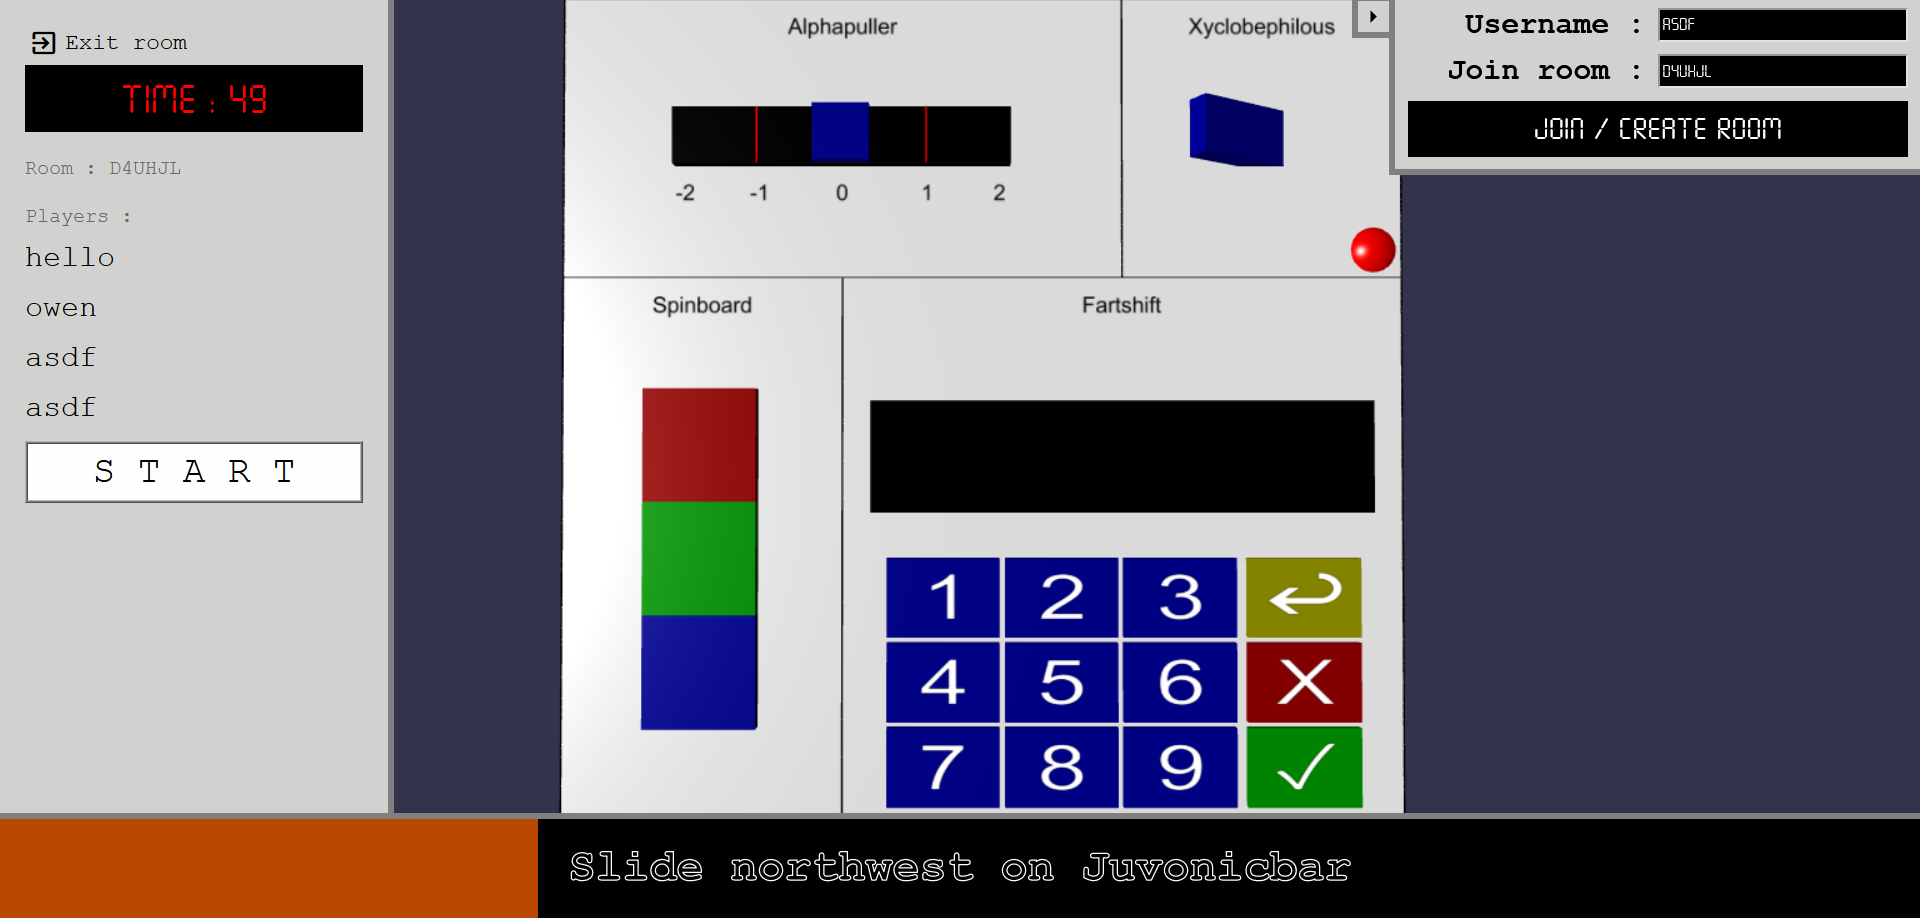 Exit room
TIME : 49
Room : D4UHJL
Players :
hello
owen
asdf
asdf
START
Alphapuller
-2 -1 0 1 2
Xyclobephilous
Spinboard
Fartshift
1 2 3
4 5 6 X
7 8 9
Username : ASDF
Join room : D4UHJL
JOIN / CREATE ROOM
Slide northwest on Juvonicbar